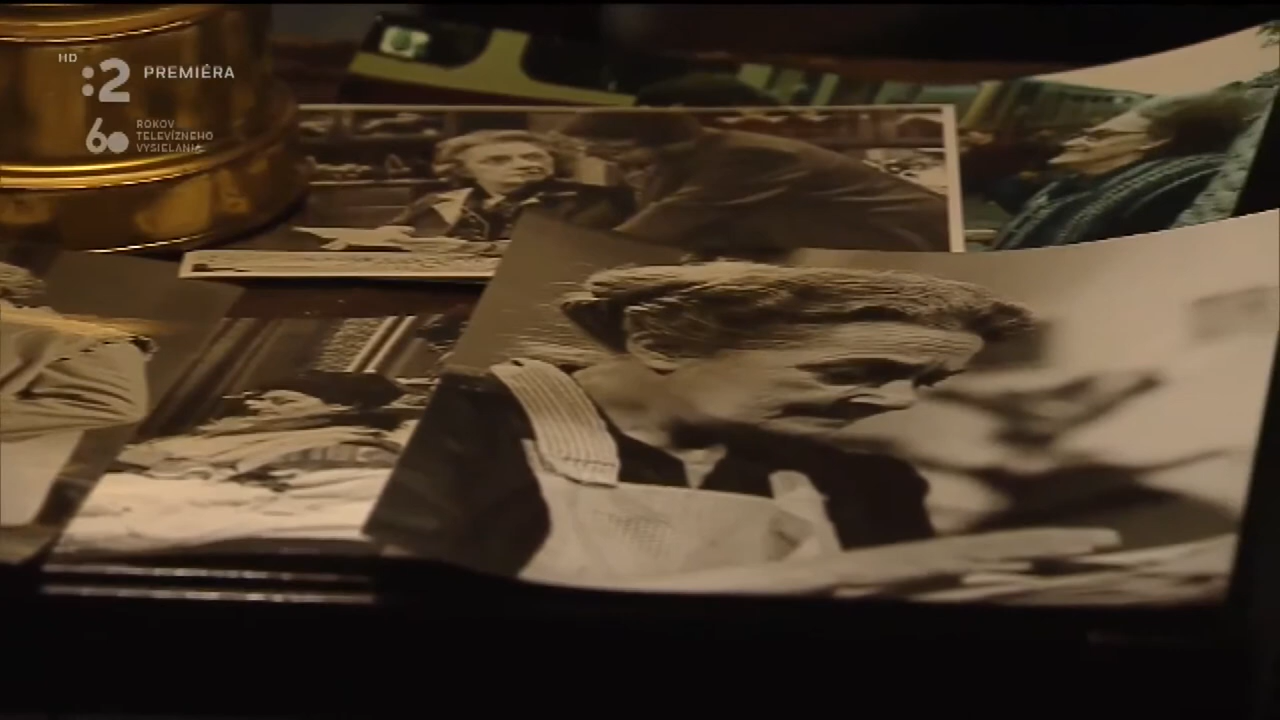 HD
:2 PREMIÉRA
60 ROKOV
TELEVÍZNEHO
VYSIELANIA